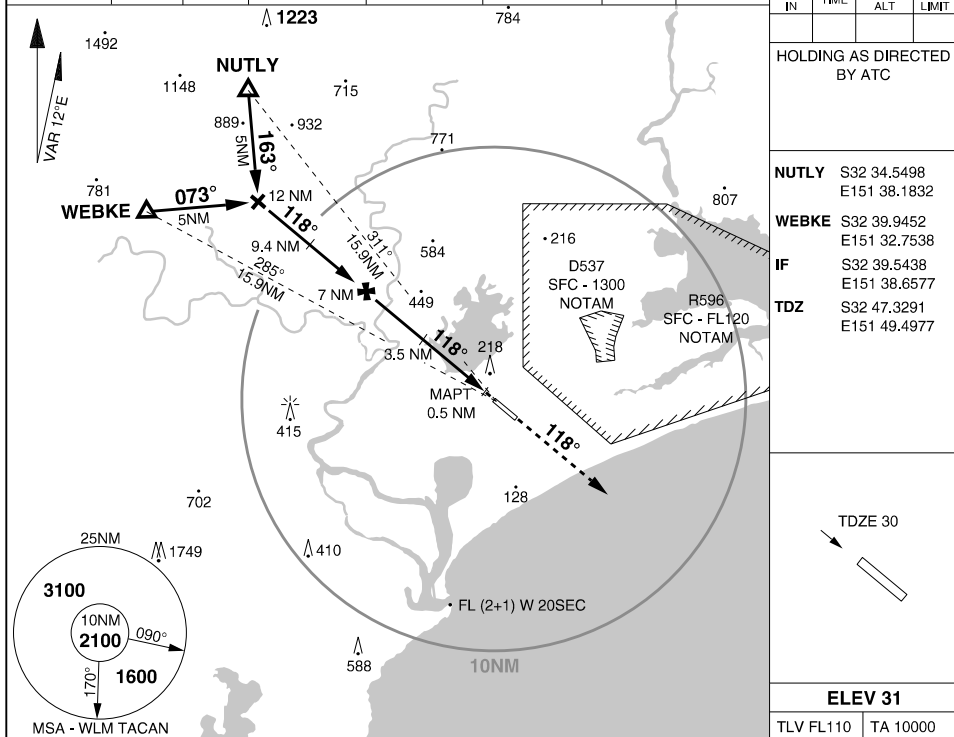 IN TIME ALT LIMIT
HOLDING AS DIRECTED
BY ATC
NUTLY S32 34.5498
E151 38.1832
WEBKE S32 39.9452
E151 32.7538
IF S32 39.5438
E151 38.6577
TDZ S32 47.3291
E151 49.4977
TDZE 30
ELEV 31
TLV FL110 TA 10000
VAR 12°E
1492
1223
784
1148
NUTLY
715
889
932
5NM
163°
771
781
WEBKE
073°
5NM
12 NM
118°
9.4 NM
311°
15.9NM
285°
15.9NM
7 NM
584
449
807
216
D537
SFC - 1300
NOTAM
R596
SFC - FL120
NOTAM
3.5 NM
118°
218
MAPT
0.5 NM
118°
415
702
128
25NM
1749
410
3100
10NM
2100
090°
170°
1600
FL (2+1) W 20SEC
588
10NM
MSA - WLM TACAN